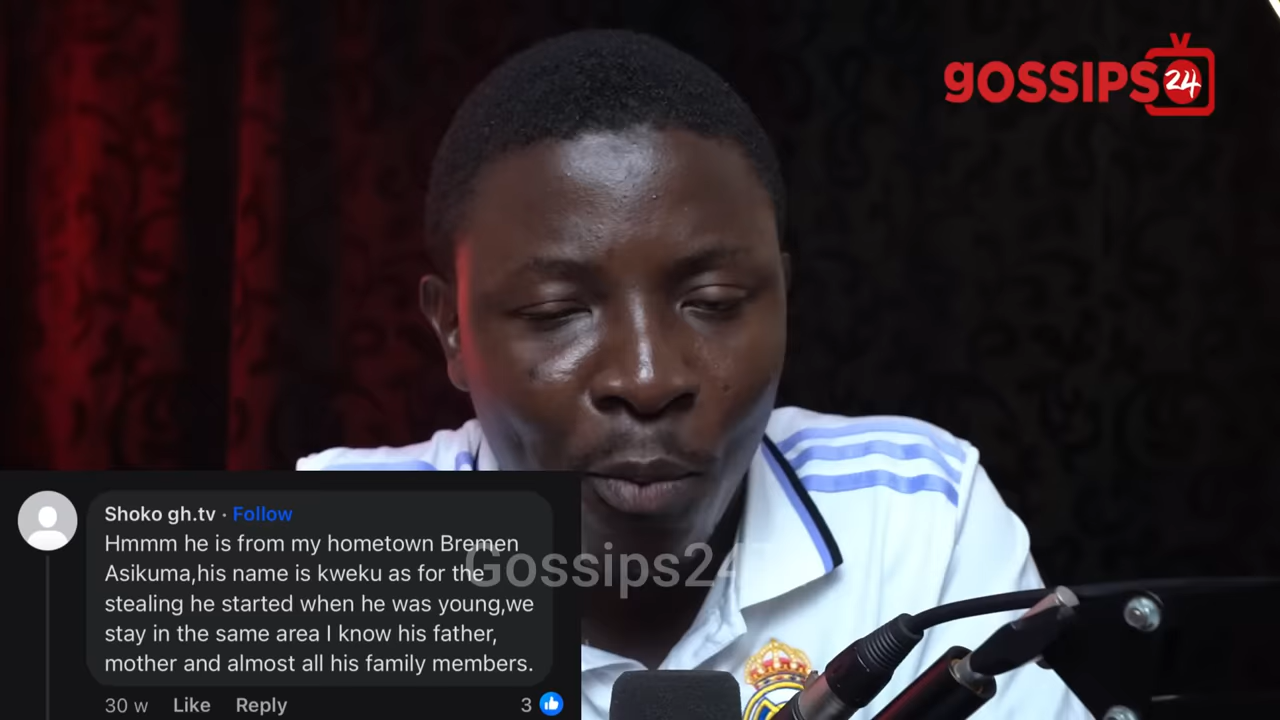 gOSSIPS24
Shoko gh.tv · Follow
Hmmm he is from my hometown Bremen
Asikuma,his name is kweku as for the
stealing he started when he was young,we
stay in the same area I know his father,
mother and almost all his family members.
Gossips24
30 w Like Reply 3